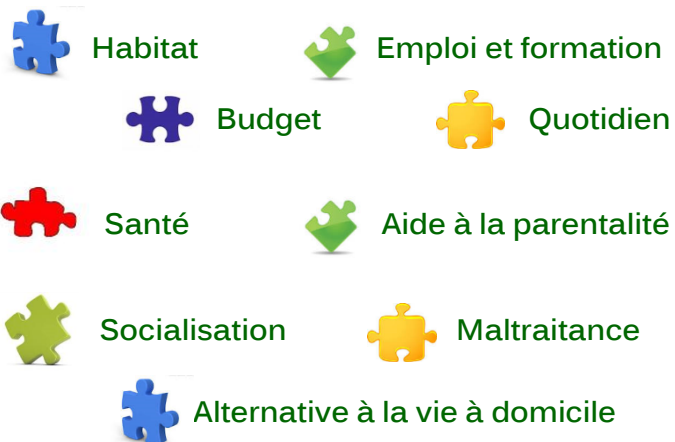 Habitat
Emploi et formation
Budget
Quotidien
Santé
Aide à la parentalité
Socialisation
Maltraitance
Alternative à la vie à domicile